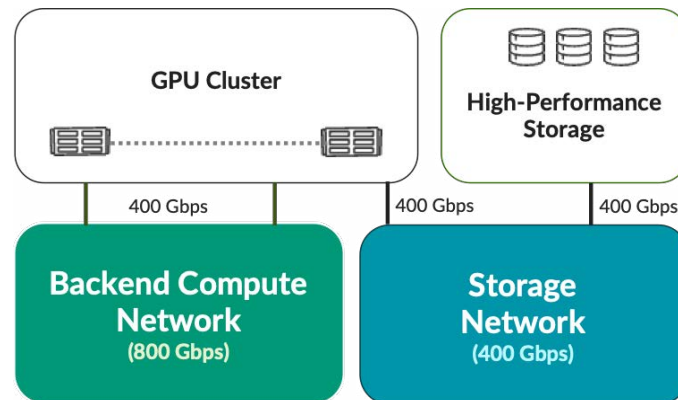 GPU Cluster
High-Performance
Storage
400 Gbps
400 Gbps
400 Gbps
Backend Compute
Network
(800 Gbps)
Storage
Network
(400 Gbps)